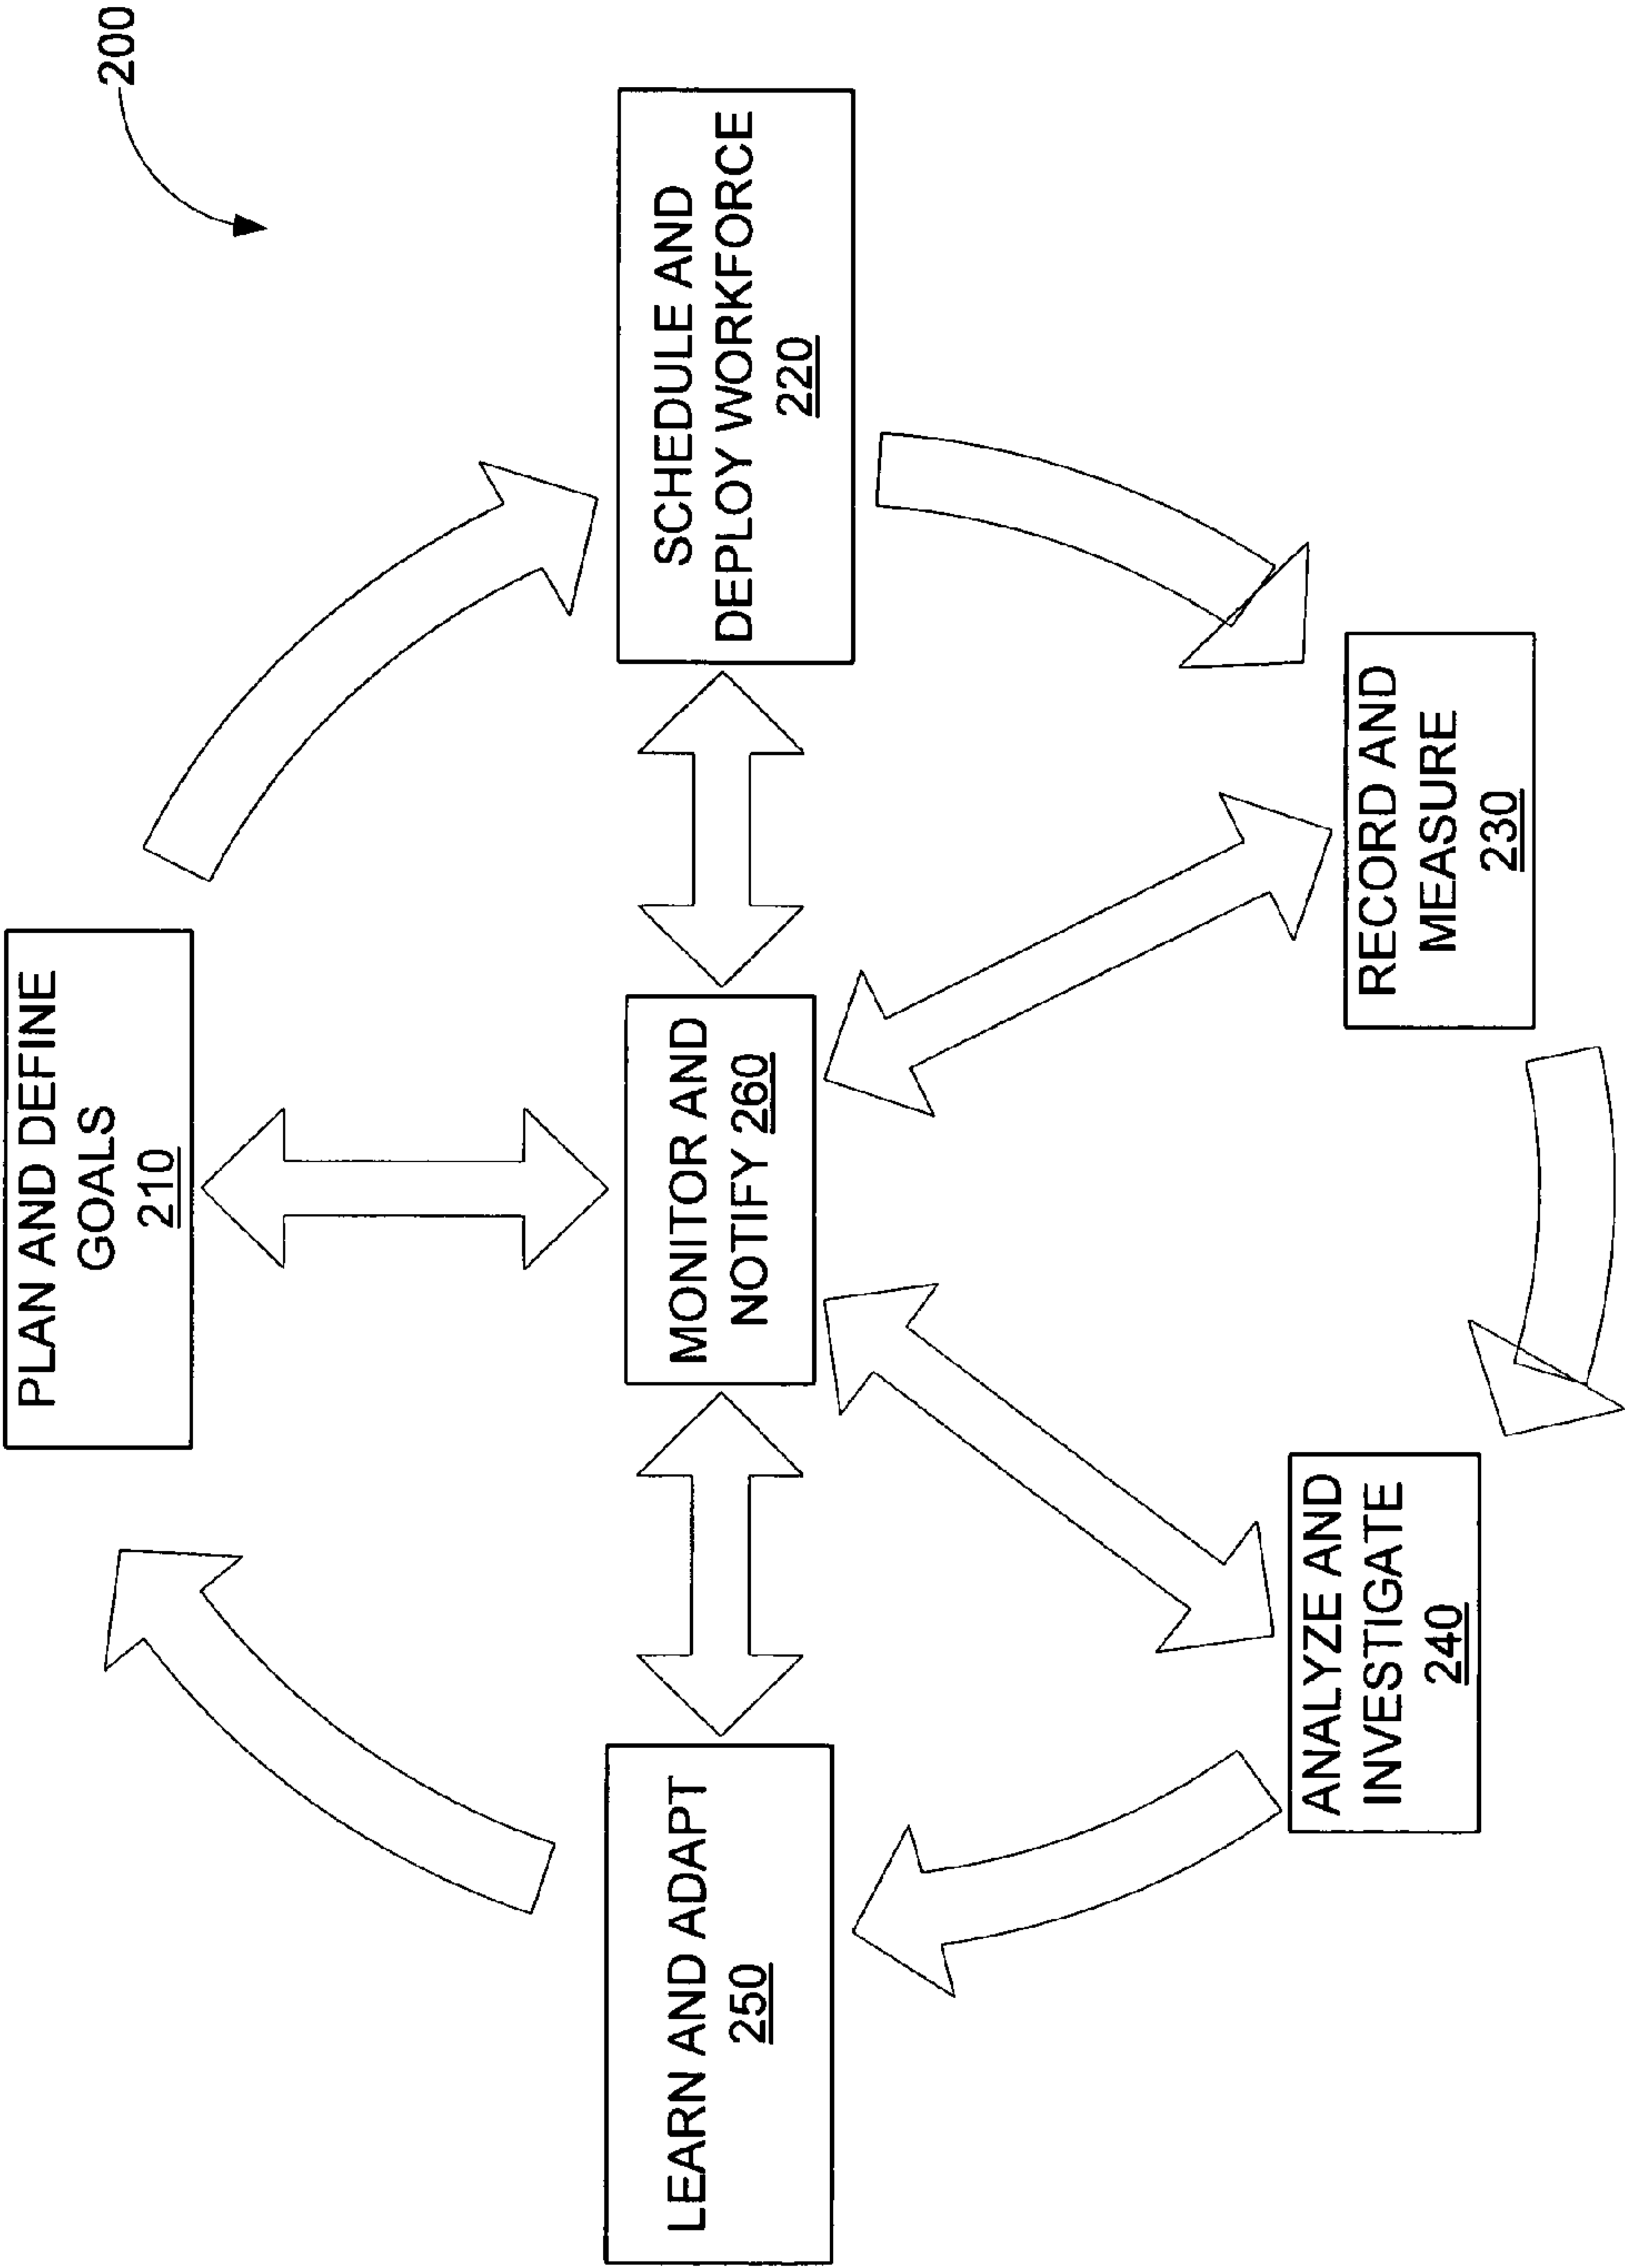 200
PLAN AND DEFINE
GOALS
210
SCHEDULE AND
DEPLOY WORKFORCE
220
RECORD AND
MEASURE
230
ANALYZE AND
INVESTIGATE
240
LEARN AND ADAPT
250
MONITOR AND
NOTIFY 260